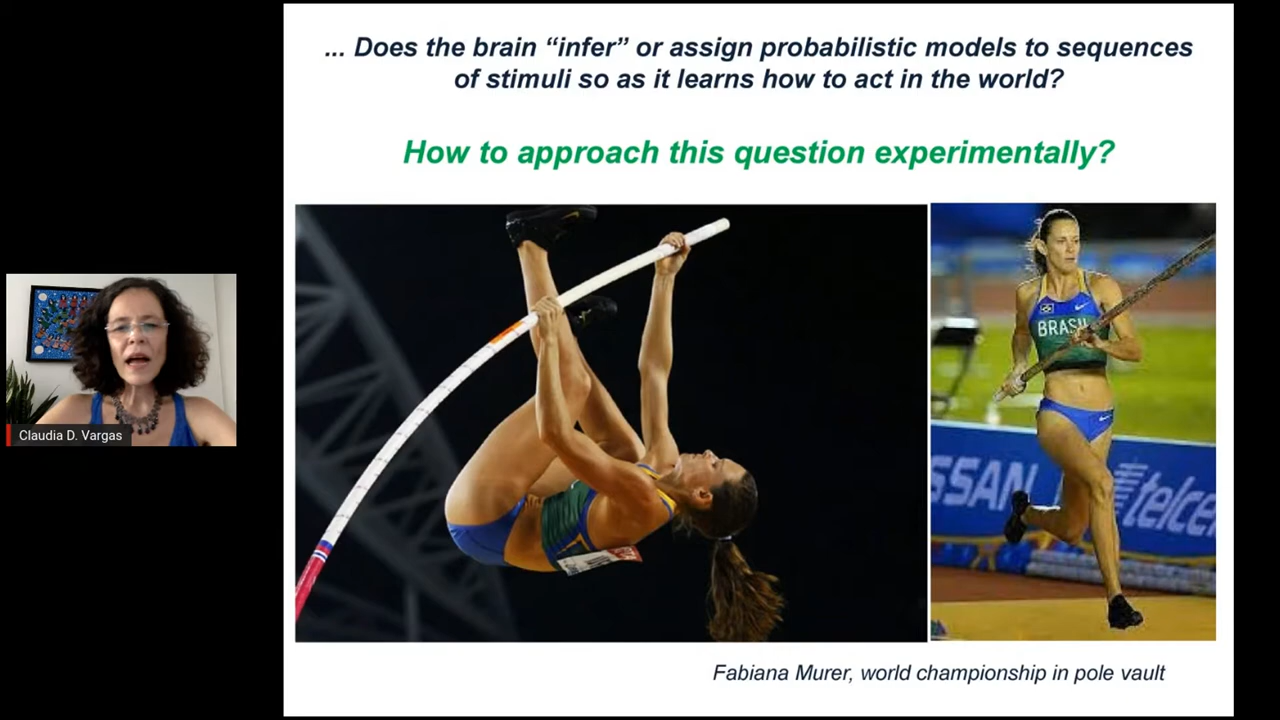 ... Does the brain “infer” or assign probabilistic models to sequences
of stimuli so as it learns how to act in the world?
How to approach this question experimentally?
BRASIL
SSAN
telcel
Claudia D. Vargas
Fabiana Murer, world championship in pole vault